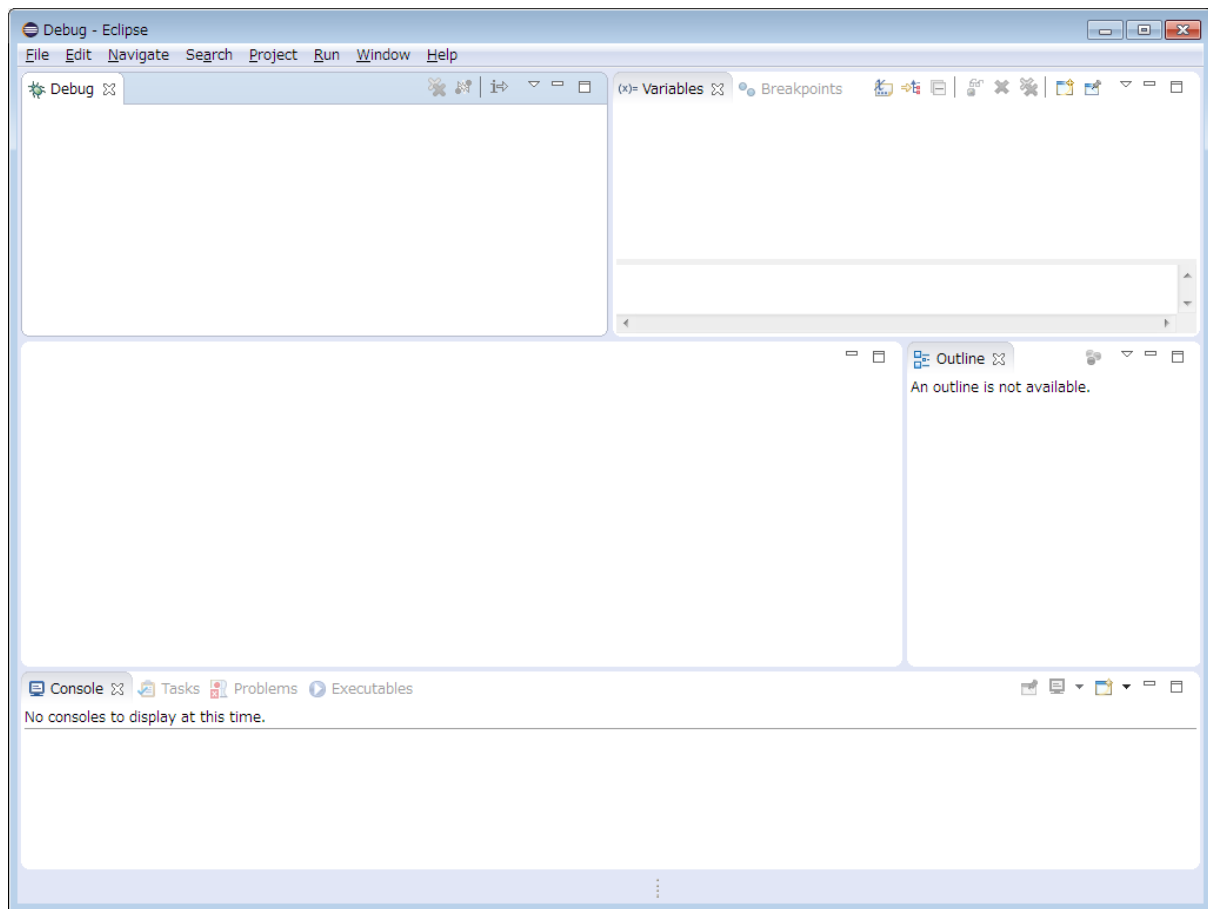 Debug - Eclipse
File Edit Navigate Search Project Run Window Help
Debug
(x)= Variables Breakpoints
Outline
An outline is not available.
Console Tasks Problems Executables
No consoles to display at this time.